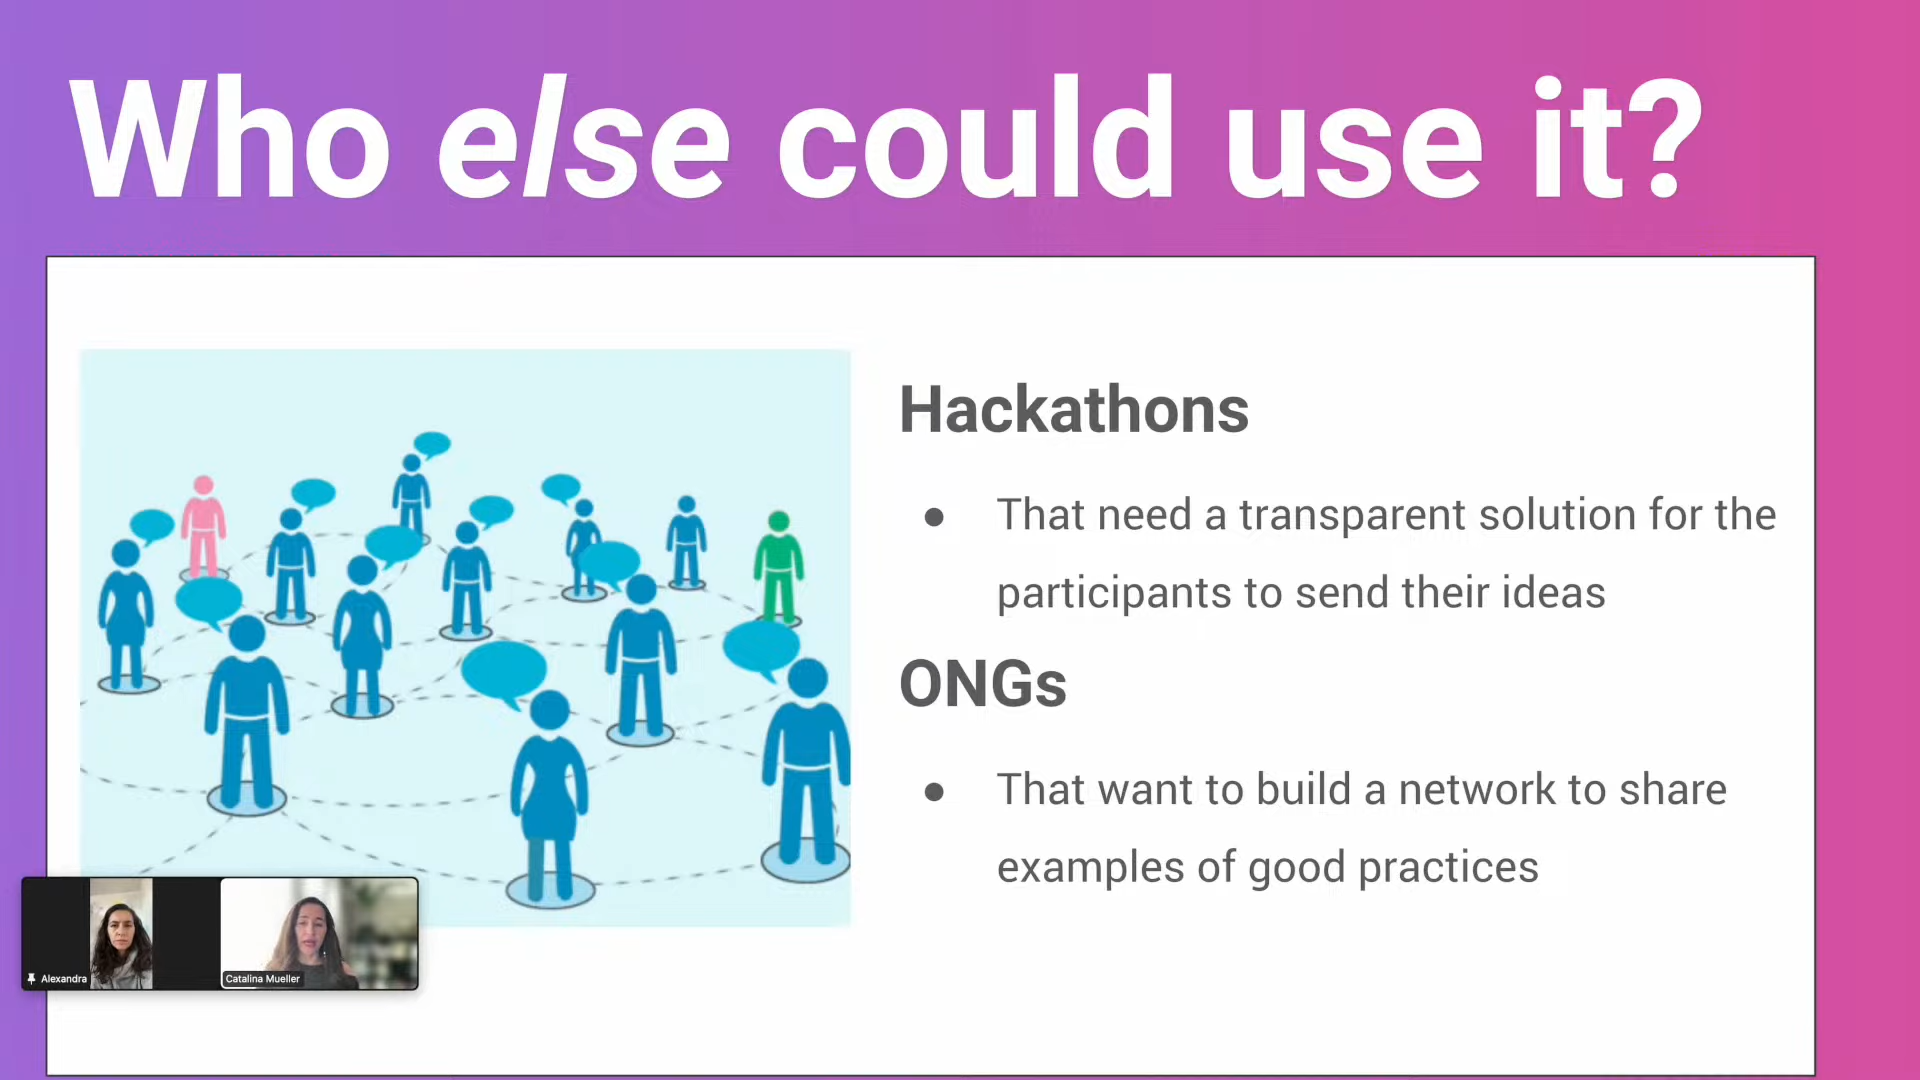 Who else could use it?
Hackathons
● That need a transparent solution for the
participants to send their ideas
ONGs
● That want to build a network to share
examples of good practices
Alexandra
Catalina Mueller